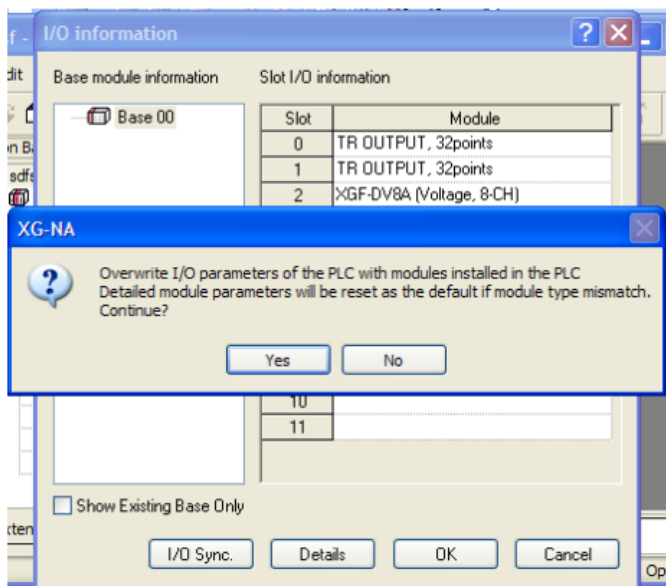 I/O information
dit
Base module information
Slot I/O information
Base 00
Slot
Module
0
TR OUTPUT, 32points
1
TR OUTPUT, 32points
2
XGF-DV8A (Voltage, 8-CH)
sdfs
XG-NA
Overwrite I/O parameters of the PLC with modules installed in the PLC
Detailed module parameters will be reset as the default if module type mismatch.
Continue?
Yes
No
10
11
Show Existing Base Only
I/O Sync.
Details
OK
Cancel
Op